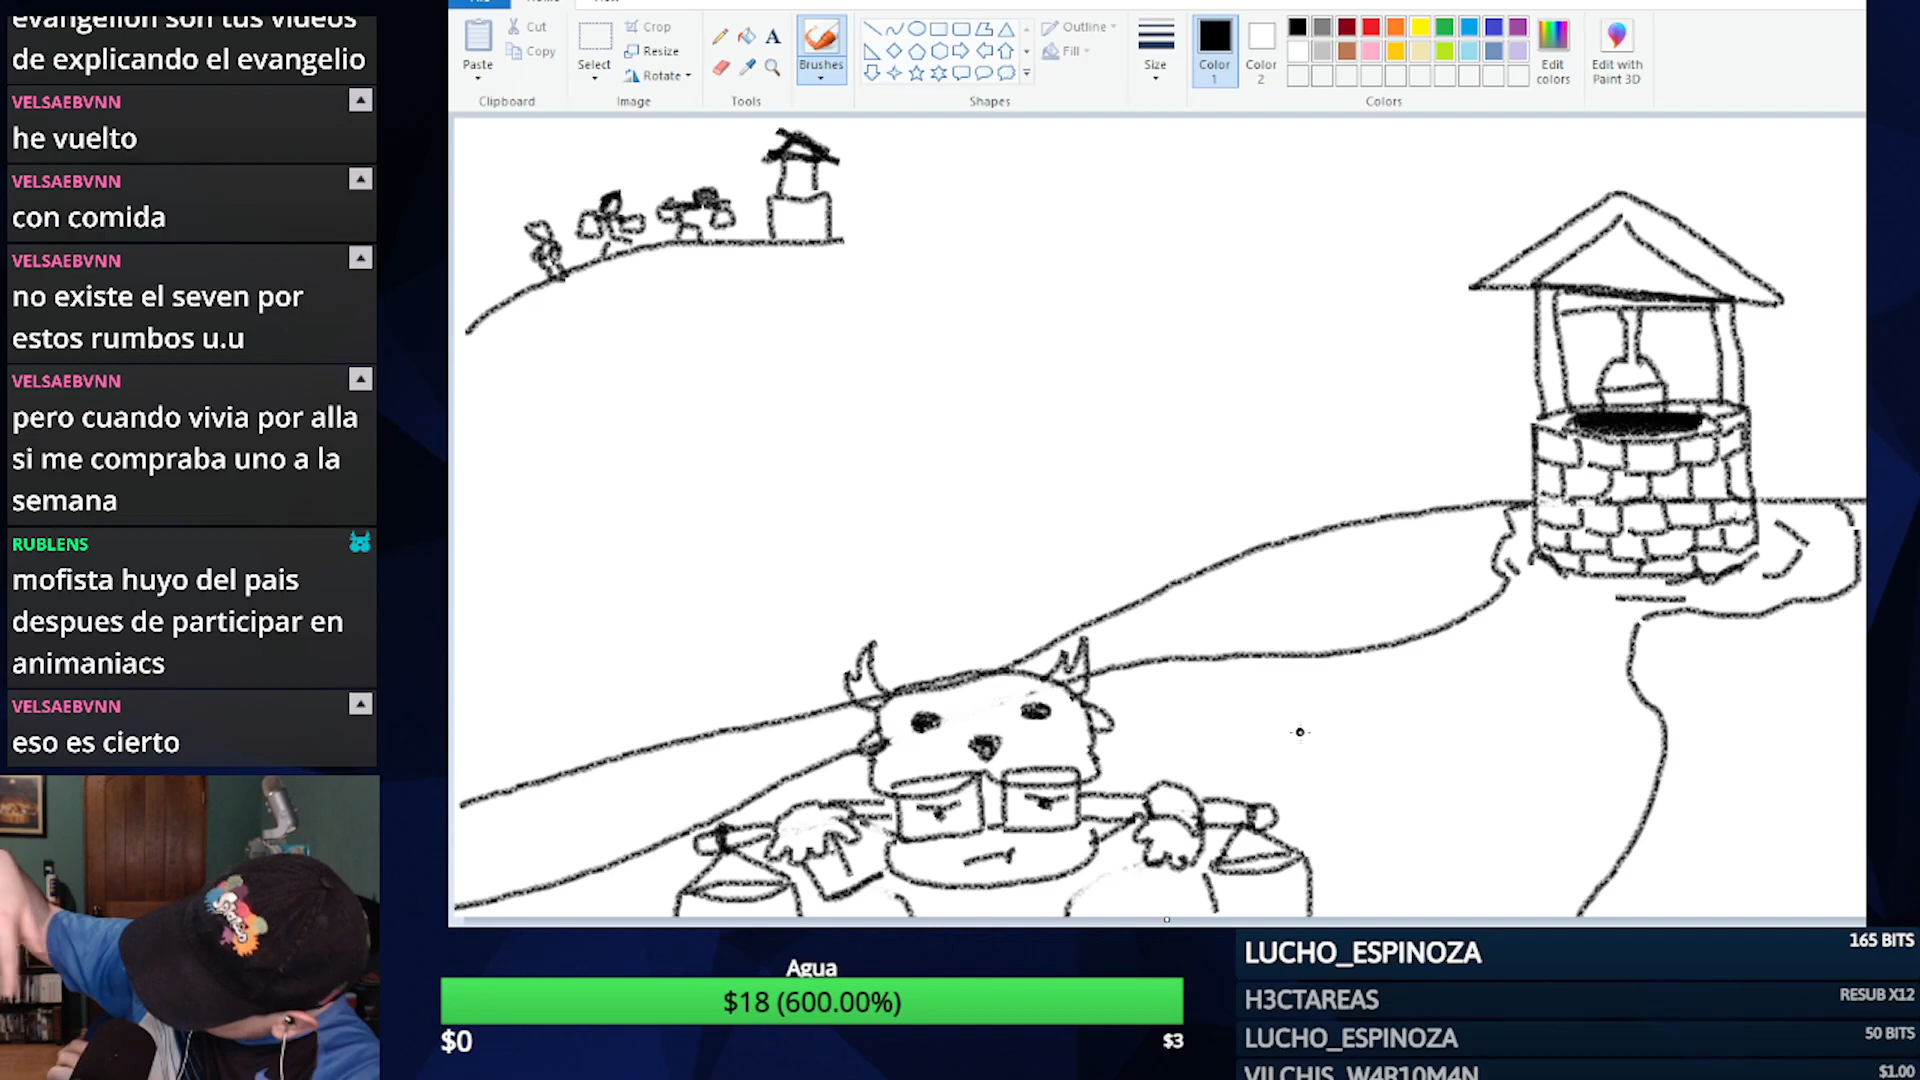 evangelion son tus videos
de explicando el evangelio
VELSAEBVNN
he vuelto
VELSAEBVNN
con comida
VELSAEBVNN
no existe el seven por
estos rumbos u.u
VELSAEBVNN
pero cuando vivia por alla
si me compraba uno a la
semana
RUBLENS
mofista huyo del pais
despues de participar en
animaniacs
VELSAEBVNN
eso es cierto
Paste
Cut
Copy
Clipboard
Select
Crop
Resize
Rotate
Image
A
Tools
Brushes
Shapes
Outline
Fill
Size
Color
1
Color
2
Edit
colors
Colors
Edit with
Paint 3D
Agua
$18 (600.00%)
$0
$3
LUCHO_ESPINOZA
165 BITS
H3CTAREAS
RESUB X12
LUCHO_ESPINOZA
50 BITS
VILCHIS_W4R10M4N
$1.00